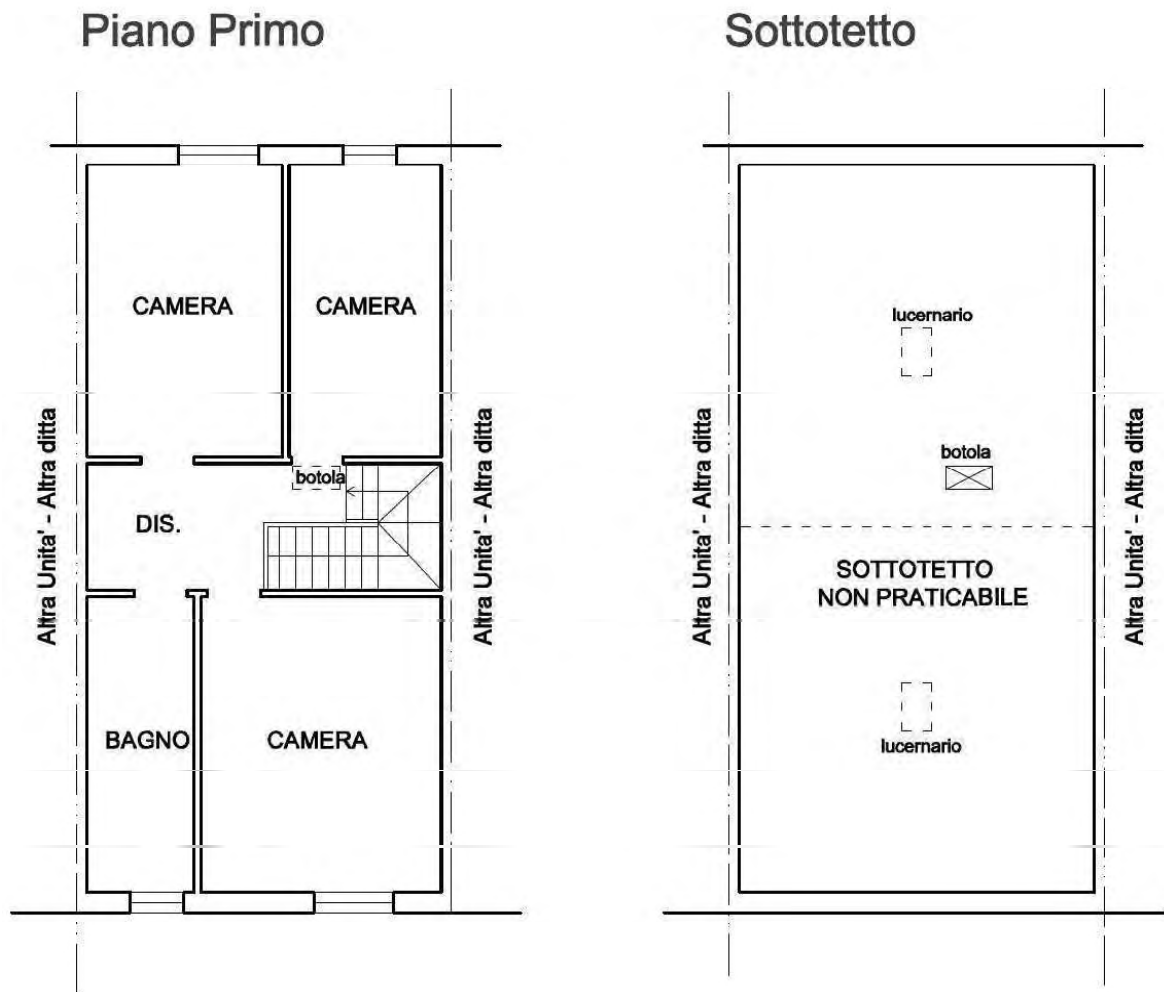 Piano Primo
CAMERA
CAMERA
botola
DIS.
BAGNO
CAMERA
Altra Unita' - Altra ditta
Altra Unita' - Altra ditta
Sottotetto
lucernario
botola
SOTTOTETTO
NON PRATICABILE
lucernario
Altra Unita' - Altra ditta
Altra Unita' - Altra ditta